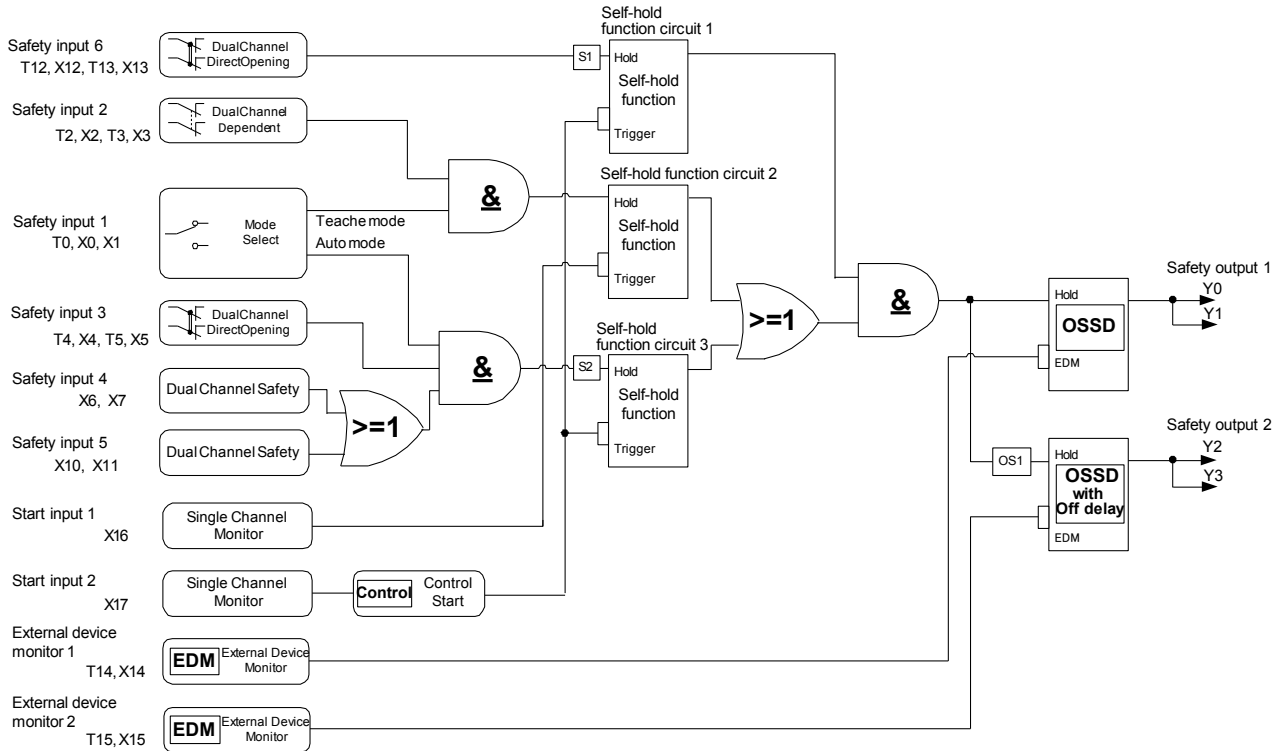 Self-hold
function circuit 1
Safety input 6
T12, X12, T13, X13
DualChannel
DirectOpening
S1
Hold
Self-hold
function
Trigger
Safety input 2
T2, X2, T3, X3
DualChannel
Dependent
&
Self-hold function circuit 2
Hold
Self-hold
function
Trigger
Safety input 1
T0, X0, X1
Mode
Select
Teache mode
Auto mode
Safety input 3
T4, X4, T5, X5
DualChannel
DirectOpening
&
S2
Self-hold
function circuit 3
Hold
Self-hold
function
Trigger
>=1
&
Safety output 1
Y0
Y1
Hold
OSSD
EDM
Safety input 4
X6, X7
Dual Channel Safety
>=1
Safety input 5
X10, X11
Dual Channel Safety
Safety output 2
Y2
Y3
OS1
Hold
OSSD
with
Off delay
EDM
Start input 1
X16
Single Channel
Monitor
Start input 2
X17
Single Channel
Monitor
Control
Control
Start
External device
monitor 1
T14, X14
EDM
External Device
Monitor
External device
monitor 2
T15, X15
EDM
External Device
Monitor